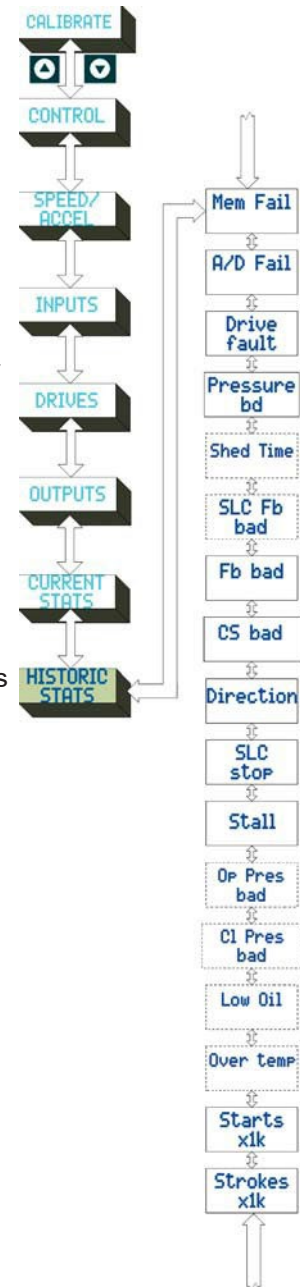 CALIBRATE
CONTROL
SPEED/
ACCEL
INPUTS
DRIVES
OUTPUTS
CURRENT
STATS
s
HISTORIC
STATS
Mem Fail
A/D Fail
Drive
fault
Pressure
bd
Shed Time
SLC Fb
bad
Fb bad
CS bad
Direction
SLC
stop
Stall
Op Pres
bad
Cl Pres
bad
Low Oil
Over temp
Starts
x1k
Strokes
x1k